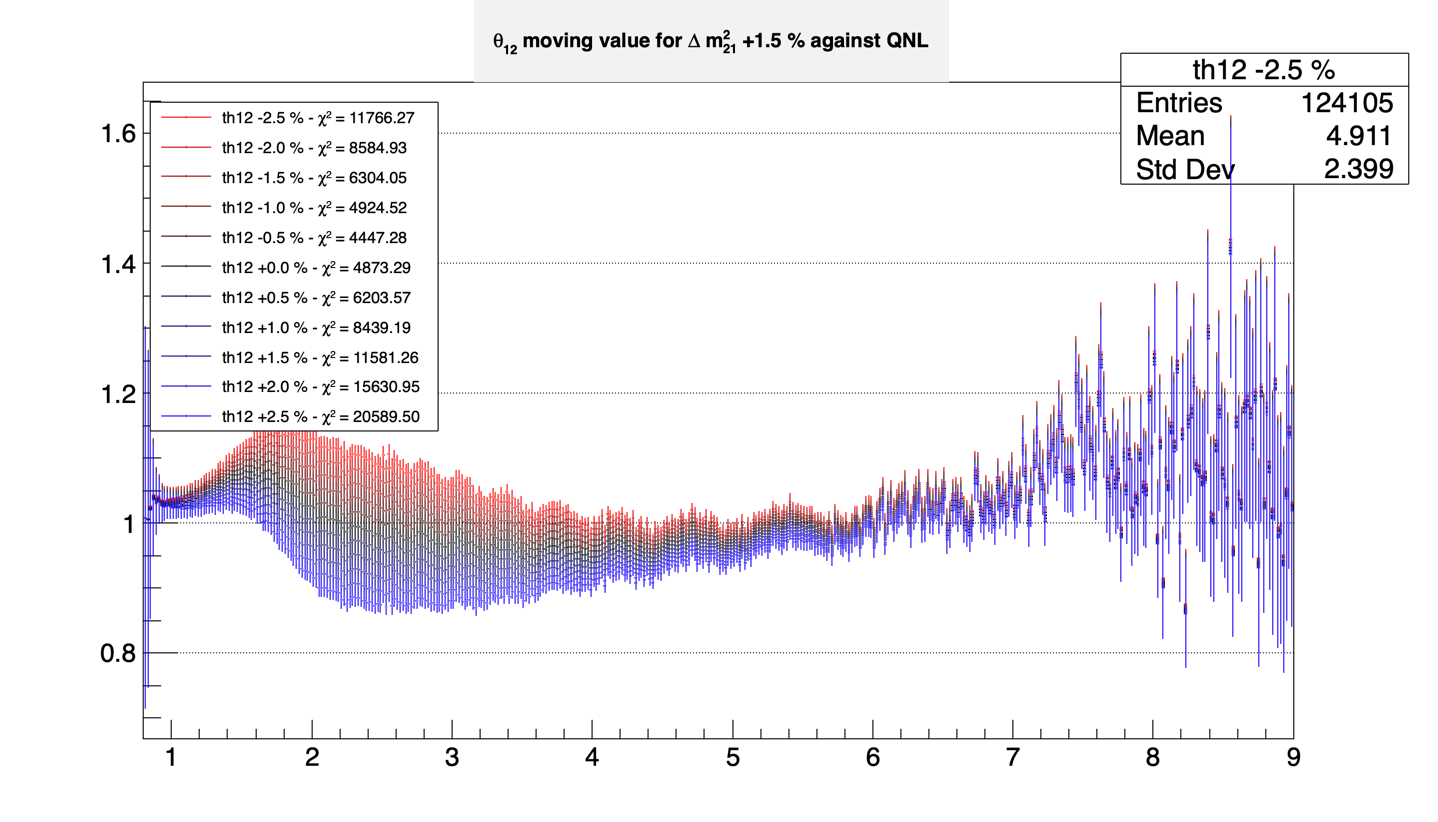 θ12 moving value for Δ m²21 +1.5 % against QNL
th12 -2.5 %
Entries 124105
Mean 4.911
Std Dev 2.399
th12 -2.5 % - χ² = 11766.27
th12 -2.0 % - χ² = 8584.93
th12 -1.5 % - χ² = 6304.05
th12 -1.0 % - χ² = 4924.52
th12 -0.5 % - χ² = 4447.28
th12 +0.0 % - χ² = 4873.29
th12 +0.5 % - χ² = 6203.57
th12 +1.0 % - χ² = 8439.19
th12 +1.5 % - χ² = 11581.26
th12 +2.0 % - χ² = 15630.95
th12 +2.5 % - χ² = 20589.50
1.6
1.4
1.2
1
0.8
1 2 3 4 5 6 7 8 9